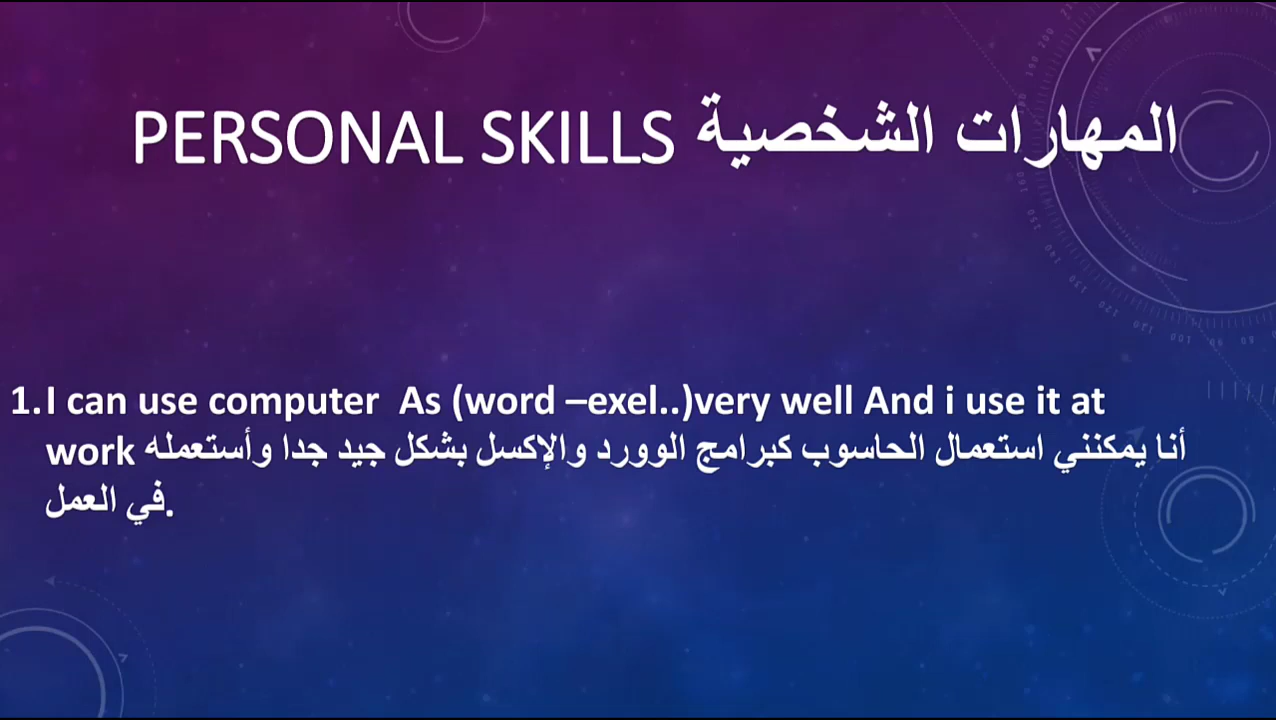 PERSONAL SKILLS المهارات الشخصية
1. I can use computer  As (word –exel..)very well And i use it at
work أنا يمكنني استعمال الحاسوب كبرامج الوورد والإكسل بشكل جيد جدا وأستعمله
في العمل.